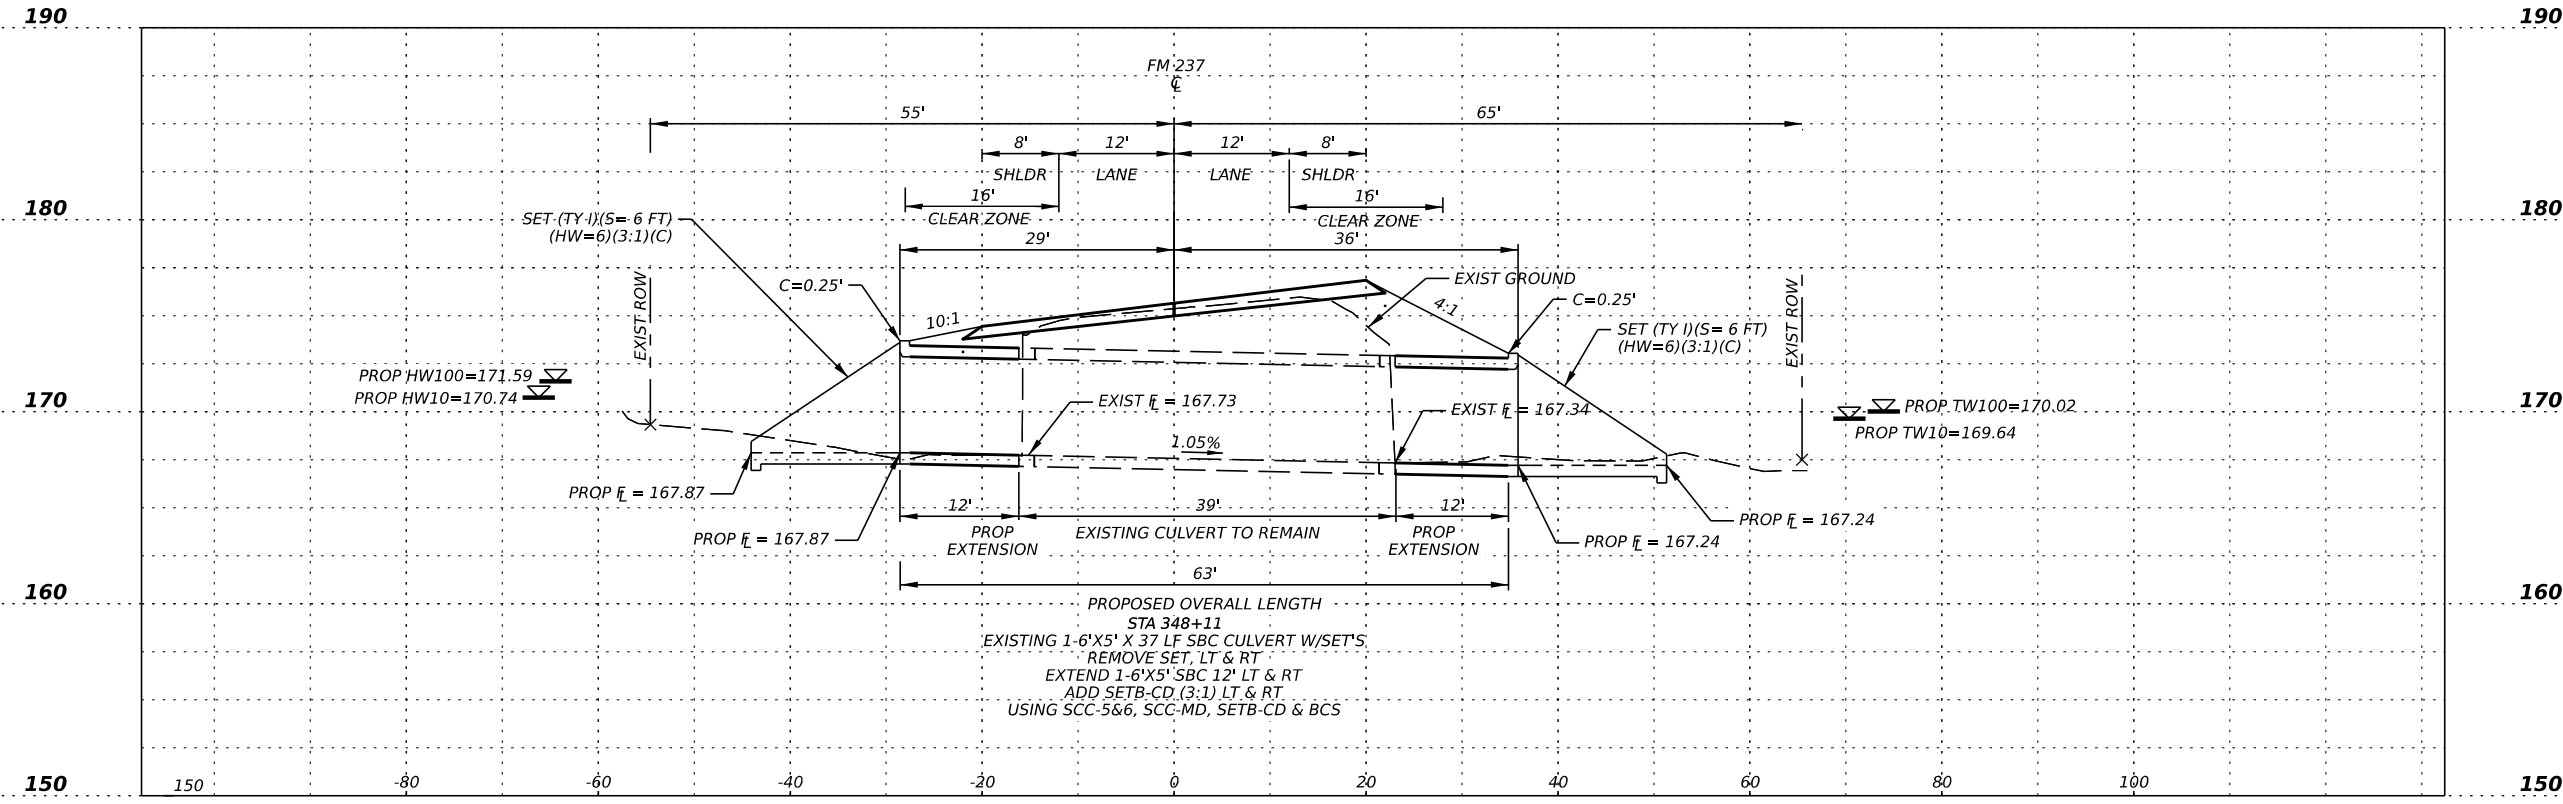 190
190
FM 237
℄
55'
65'
8'
12'
12'
8'
SHLDR
LANE
LANE
SHLDR
16'
16'
CLEAR ZONE
CLEAR ZONE
180
180
SET (TY I)(S= 6 FT)
(HW=6)(3:1)(C)
29'
36'
EXIST ROW
C=0.25'
EXIST GROUND
10:1
4:1
C=0.25'
SET (TY I)(S= 6 FT)
(HW=6)(3:1)(C)
EXIST ROW
PROP HW100=171.59
PROP HW10=170.74
170
170
EXIST FL = 167.73
EXIST FL = 167.34
PROP TW100=170.02
PROP TW10=169.64
1.05%
PROP FL = 167.87
PROP FL = 167.87
PROP FL = 167.24
PROP FL = 167.24
12'
39'
12'
PROP
EXTENSION
EXISTING CULVERT TO REMAIN
PROP
EXTENSION
63'
160
160
PROPOSED OVERALL LENGTH
STA 348+11
EXISTING 1-6'X5' X 37 LF SBC CULVERT W/SET'S
REMOVE SET, LT & RT
EXTEND 1-6'X5' SBC 12' LT & RT
ADD SETB-CD (3:1) LT & RT
USING SCC-5&6, SCC-MD, SETB-CD & BCS
150
150 -80 -60 -40 -20 0 20 40 60 80 100
150